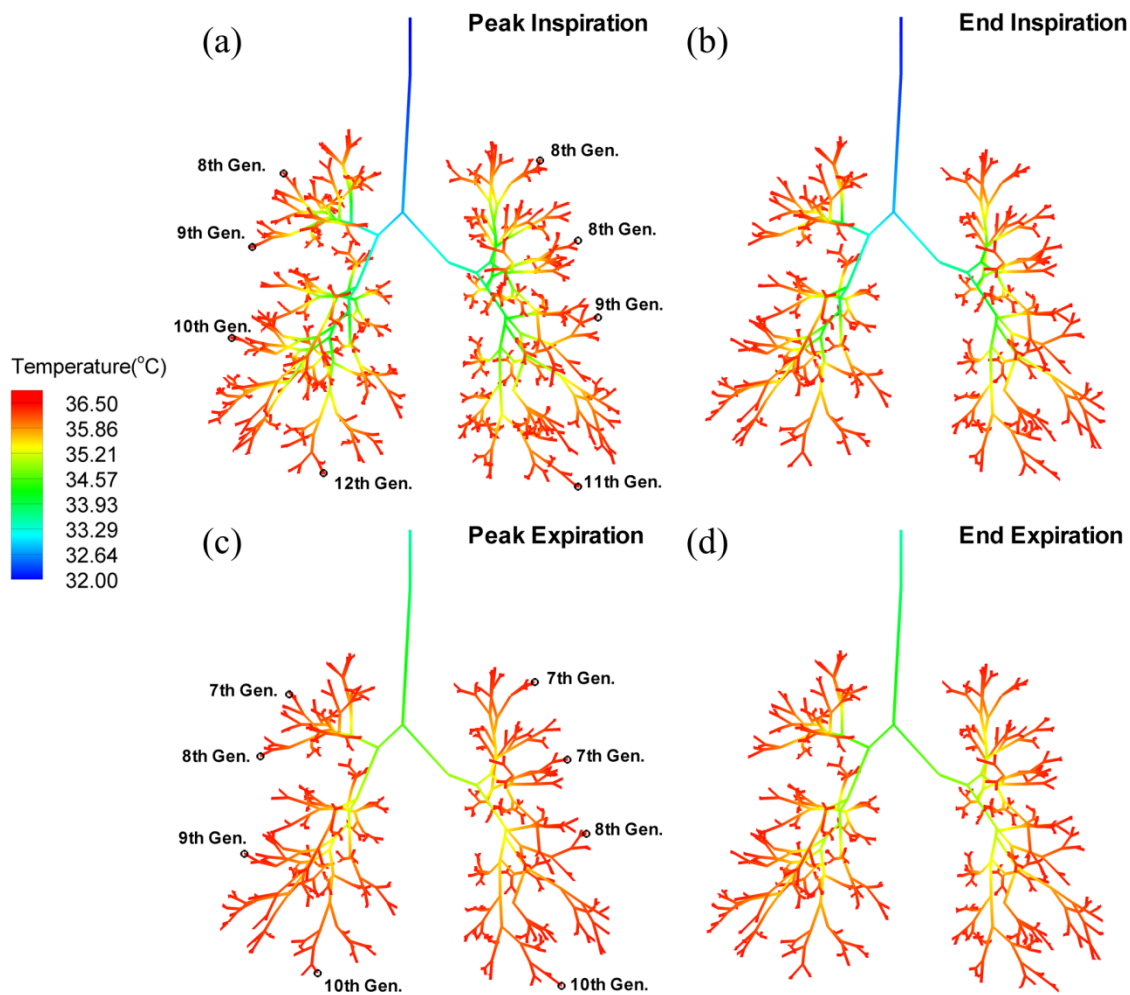 (a)
Peak Inspiration
(b)
End Inspiration
8th Gen.
8th Gen.
9th Gen.
8th Gen.
9th Gen.
10th Gen.
12th Gen.
11th Gen.
Temperature(°C)
36.50
35.86
35.21
34.57
33.93
33.29
32.64
32.00
(c)
Peak Expiration
(d)
End Expiration
7th Gen.
7th Gen.
8th Gen.
7th Gen.
8th Gen.
9th Gen.
10th Gen.
10th Gen.